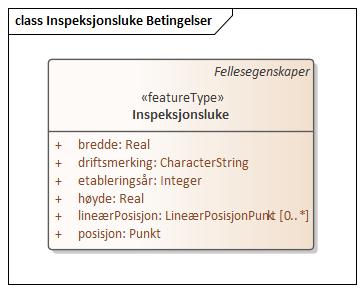 class Inspeksjonsluke Betingelser
Fellesegenskaper
«featureType»
Inspeksjonsluke
+ bredde: Real
+ driftsmerking: CharacterString
+ etableringsår: Integer
+ høyde: Real
+ lineærPosisjon: LineærPosisjonPunkt [0..*]
+ posisjon: Punkt